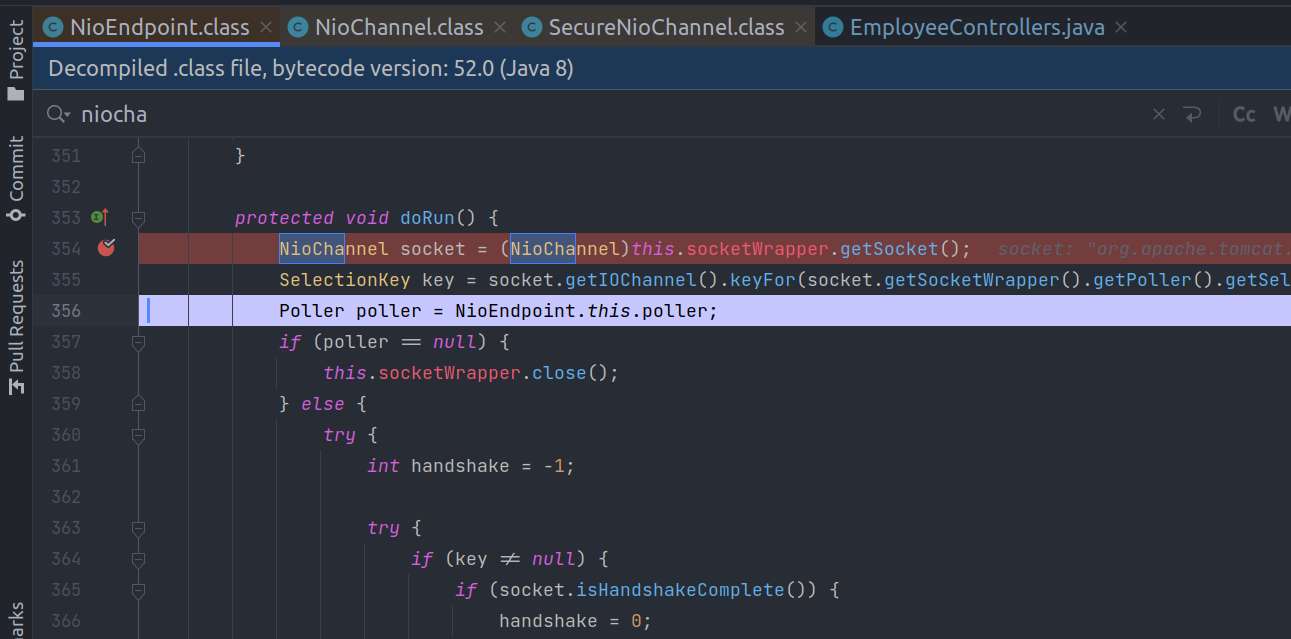 Project
Commit
Pull Requests
arks
NioEndpoint.class
NioChannel.class
SecureNioChannel.class
EmployeeControllers.java
Decompiled .class file, bytecode version: 52.0 (Java 8)
niocha
Cc
W
351 }
352
353 protected void doRun() {
354 NioChannel socket = (NioChannel)this.socketWrapper.getSocket(); socket: "org.apache.tomcat.
355 SelectionKey key = socket.getIOChannel().keyFor(socket.getSocketWrapper().getPoller().getSel
356 Poller poller = NioEndpoint.this.poller;
357 if (poller == null) {
358 this.socketWrapper.close();
359 } else {
360 try {
361 int handshake = -1;
362
363 try {
364 if (key != null) {
365 if (socket.isHandshakeComplete()) {
366 handshake = 0;